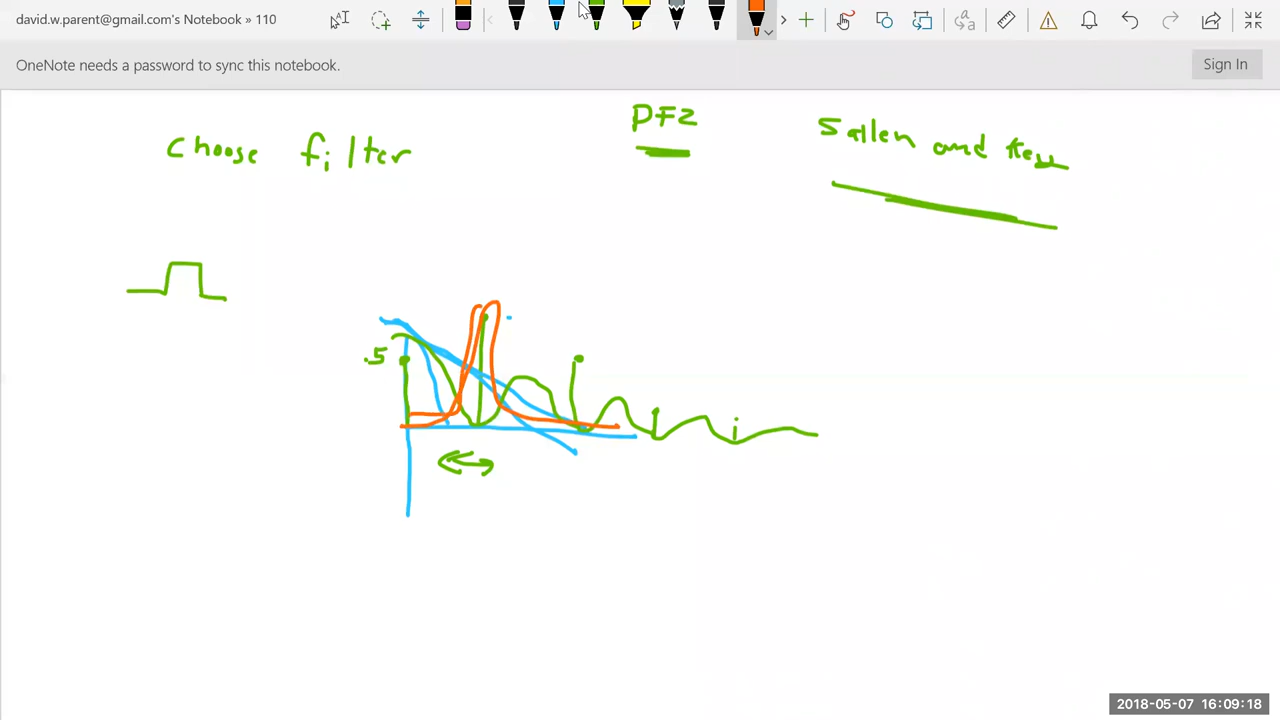 david.w.parent@gmail.com's Notebook » 110
OneNote needs a password to sync this notebook.
Sign In
Choose filter
DF2
Sallen and Key
.5
2018-05-07 16:09:18